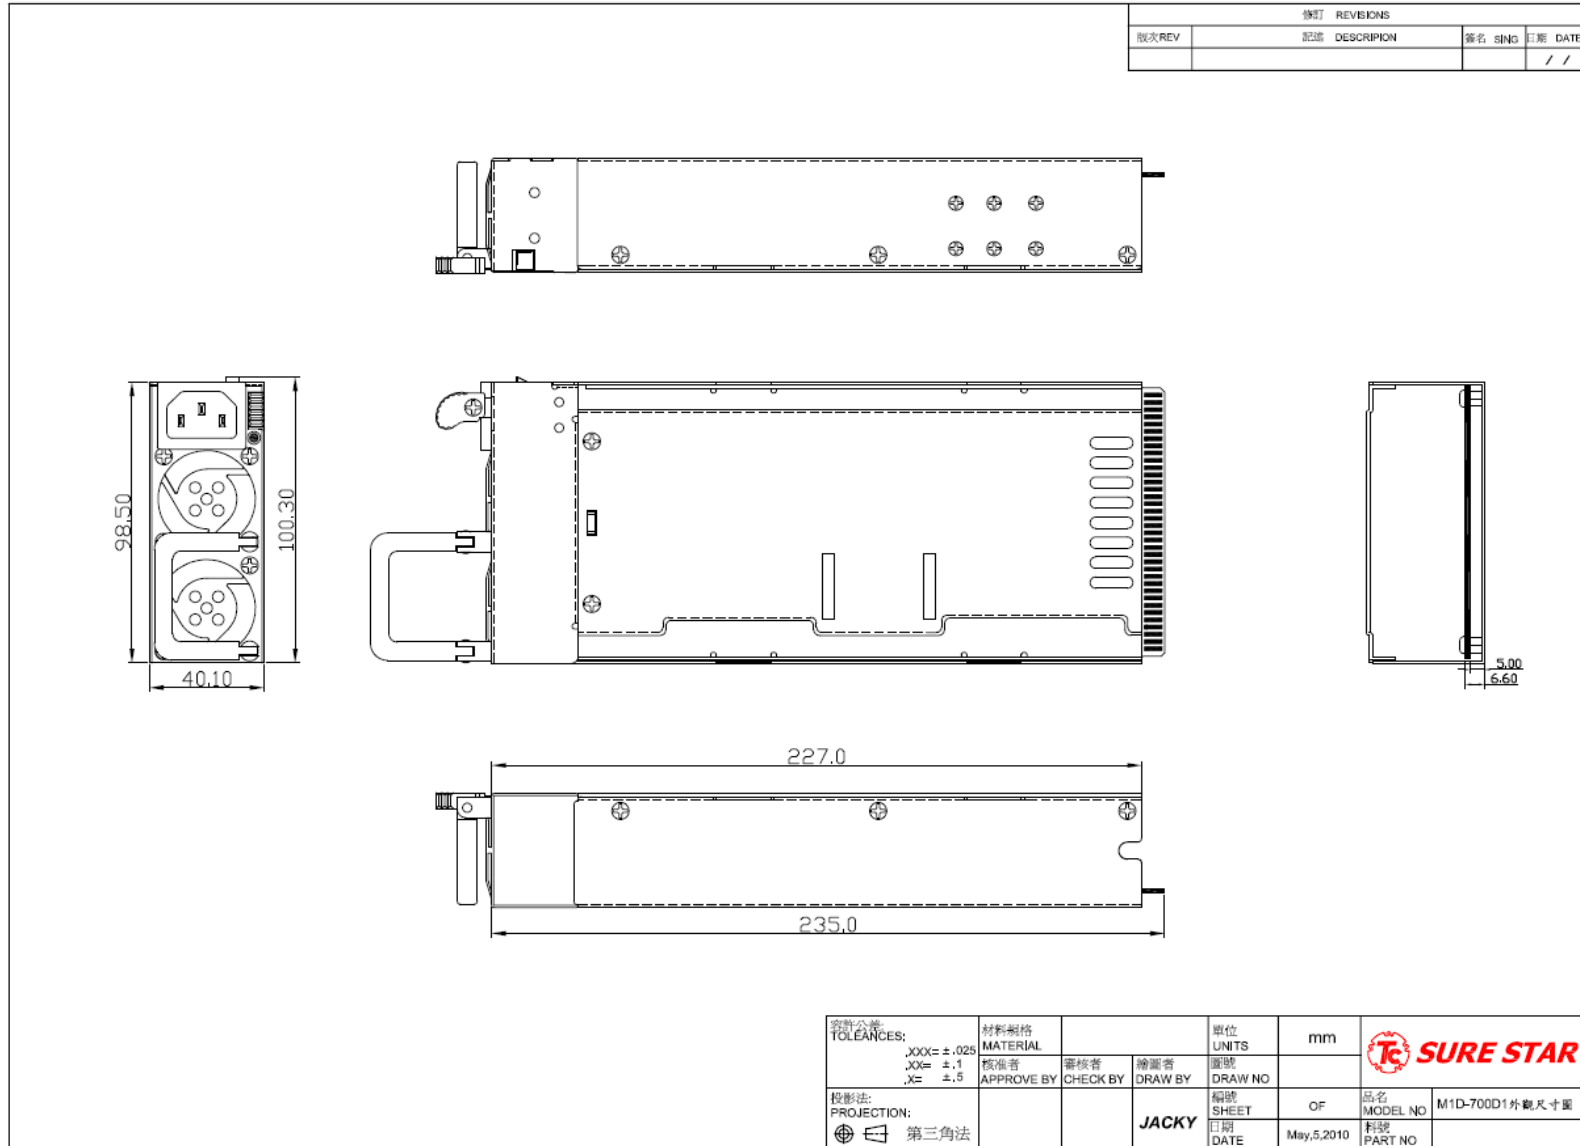 修訂 REVISIONS
版次REV 記述 DESCRIPION 簽名 SING 日期 DATE
/ /
98.50
100.30
40.10
5.00
6.60
227.0
235.0
容許公差:
TOLEANCES:
.XXX= ±.025
.XX= ±.1
.X= ±.5
材料規格
MATERIAL
單位
UNITS
mm
TC SURE STAR
核准者
APPROVE BY
審核者
CHECK BY
繪圖者
DRAW BY
圖號
DRAW NO
投影法:
PROJECTION:
第三角法
JACKY
編號
SHEET
OF
品名
MODEL NO
M1D-700D1外觀尺寸圖
日期
DATE
May,5,2010
料號
PART NO